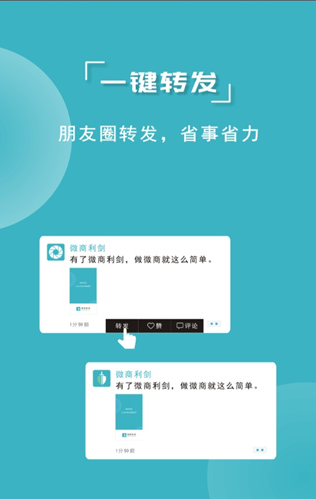 「一键转发」
朋友圈转发，省事省力
微商利剑
有了微商利剑，做微商就这么简单。
1分钟前
转发 赞 评论
微商利剑
有了微商利剑，做微商就这么简单。
1分钟前